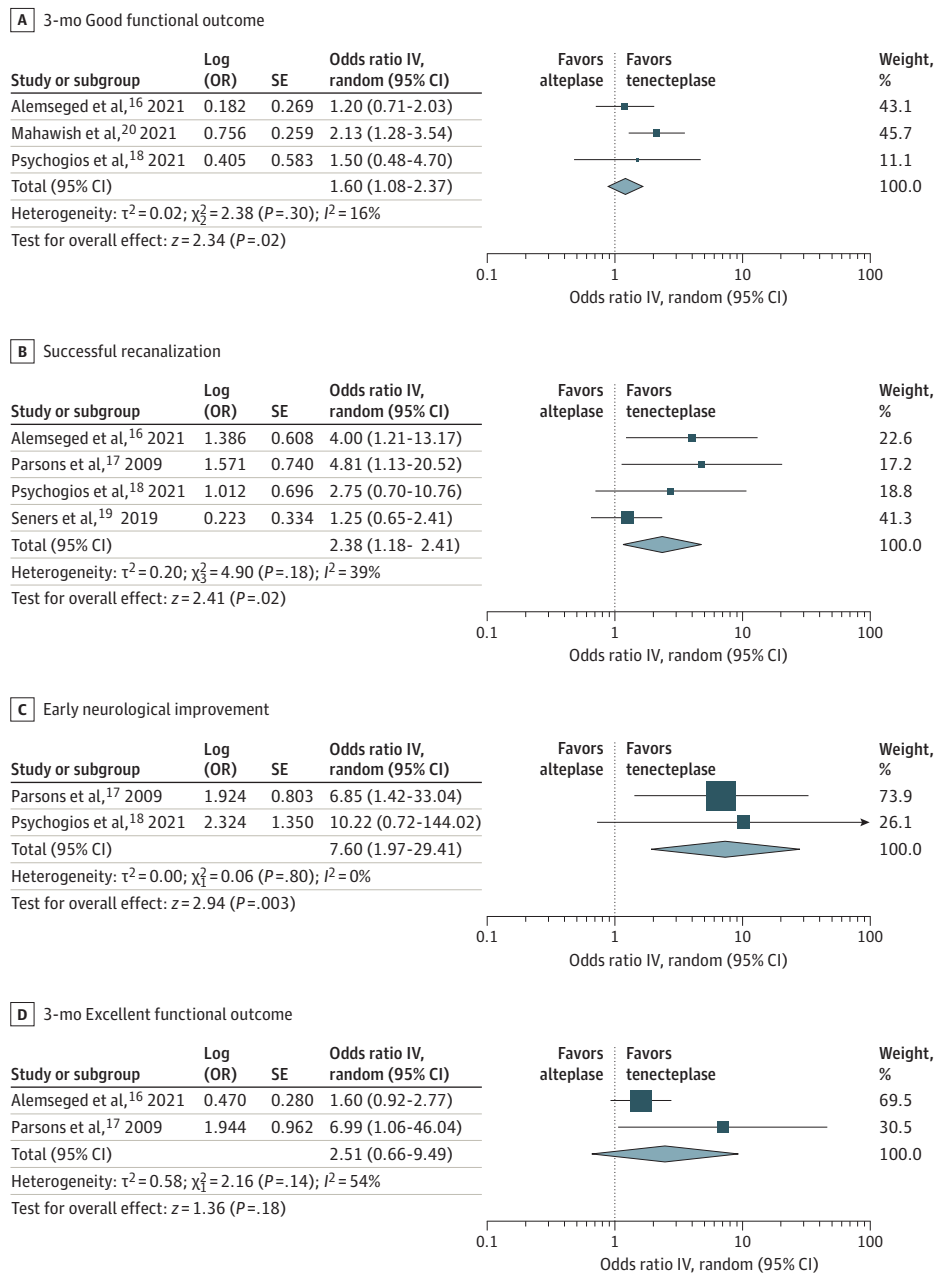 A 3-mo Good functional outcome
Log Odds ratio IV, Favors Favors Weight,
Study or subgroup (OR) SE random (95% CI) alteplase tenecteplase %
Alemseged et al,16 2021 0.182 0.269 1.20 (0.71-2.03) 43.1
Mahawish et al,20 2021 0.756 0.259 2.13 (1.28-3.54) 45.7
Psychogios et al,18 2021 0.405 0.583 1.50 (0.48-4.70) 11.1
Total (95% CI) 1.60 (1.08-2.37) 100.0
Heterogeneity: τ2 = 0.02; χ22 = 2.38 (P = .30); I2 = 16%
Test for overall effect: z = 2.34 (P = .02)
0.1 1 10 100
Odds ratio IV, random (95% CI)
B Successful recanalization
Log Odds ratio IV, Favors Favors Weight,
Study or subgroup (OR) SE random (95% CI) alteplase tenecteplase %
Alemseged et al,16 2021 1.386 0.608 4.00 (1.21-13.17) 22.6
Parsons et al,17 2009 1.571 0.740 4.81 (1.13-20.52) 17.2
Psychogios et al,18 2021 1.012 0.696 2.75 (0.70-10.76) 18.8
Seners et al,19 2019 0.223 0.334 1.25 (0.65-2.41) 41.3
Total (95% CI) 2.38 (1.18- 2.41) 100.0
Heterogeneity: τ2 = 0.20; χ23 = 4.90 (P = .18); I2 = 39%
Test for overall effect: z = 2.41 (P = .02)
0.1 1 10 100
Odds ratio IV, random (95% CI)
C Early neurological improvement
Log Odds ratio IV, Favors Favors Weight,
Study or subgroup (OR) SE random (95% CI) alteplase tenecteplase %
Parsons et al,17 2009 1.924 0.803 6.85 (1.42-33.04) 73.9
Psychogios et al,18 2021 2.324 1.350 10.22 (0.72-144.02) 26.1
Total (95% CI) 7.60 (1.97-29.41) 100.0
Heterogeneity: τ2 = 0.00; χ21 = 0.06 (P = .80); I2 = 0%
Test for overall effect: z = 2.94 (P = .003)
0.1 1 10 100
Odds ratio IV, random (95% CI)
D 3-mo Excellent functional outcome
Log Odds ratio IV, Favors Favors Weight,
Study or subgroup (OR) SE random (95% CI) alteplase tenecteplase %
Alemseged et al,16 2021 0.470 0.280 1.60 (0.92-2.77) 69.5
Parsons et al,17 2009 1.944 0.962 6.99 (1.06-46.04) 30.5
Total (95% CI) 2.51 (0.66-9.49) 100.0
Heterogeneity: τ2 = 0.58; χ21 = 2.16 (P = .14); I2 = 54%
Test for overall effect: z = 1.36 (P = .18)
0.1 1 10 100
Odds ratio IV, random (95% CI)